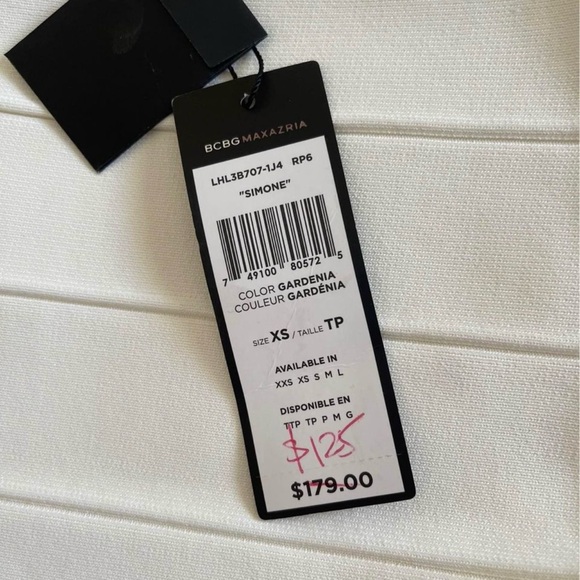 BCBGMAXAZRIA
LHL3B707-1J4 RP6
"SIMONE"
7 49100 80572 5
COLOR GARDENIA
COULEUR GARDÉNIA
SIZE XS / TAILLE TP
AVAILABLE IN
XXS XS S M L
DISPONIBLE EN
TTP TP P M G
$125
$179.00